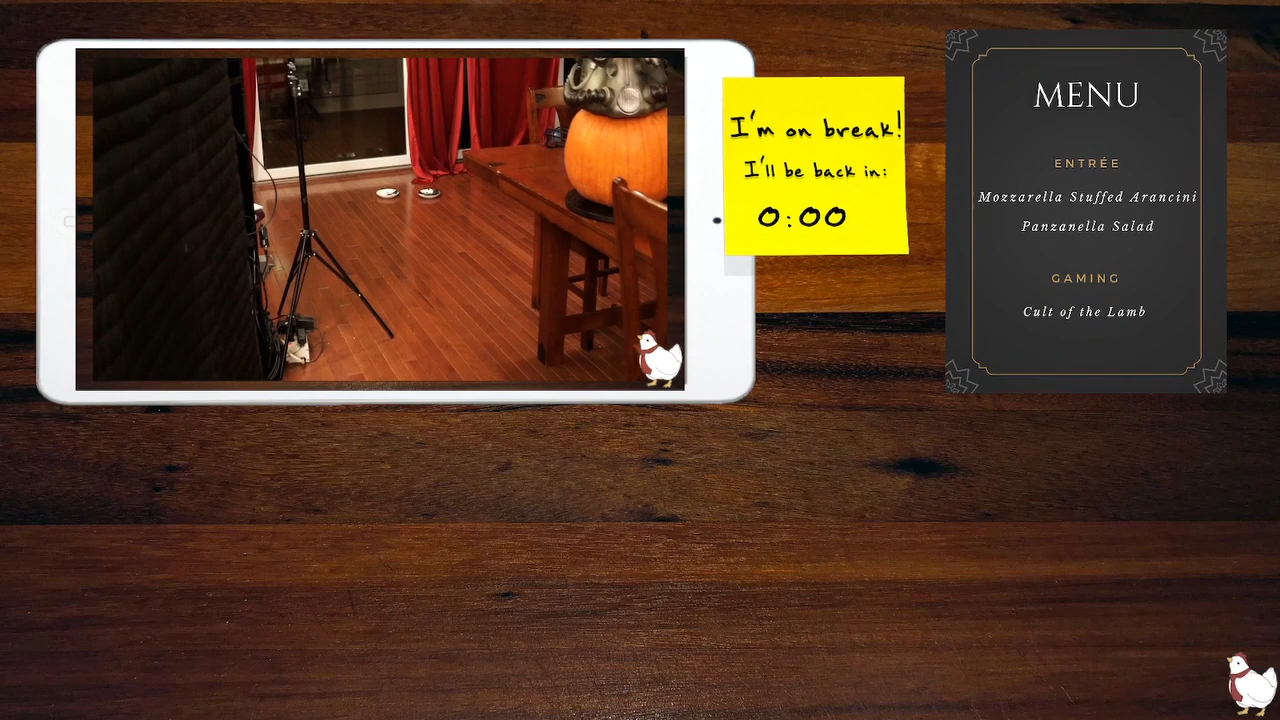 I'm on break!
I'll be back in:
0:00
MENU
ENTRÉE
Mozzarella Stuffed Arancini
Panzanella Salad
GAMING
Cult of the Lamb